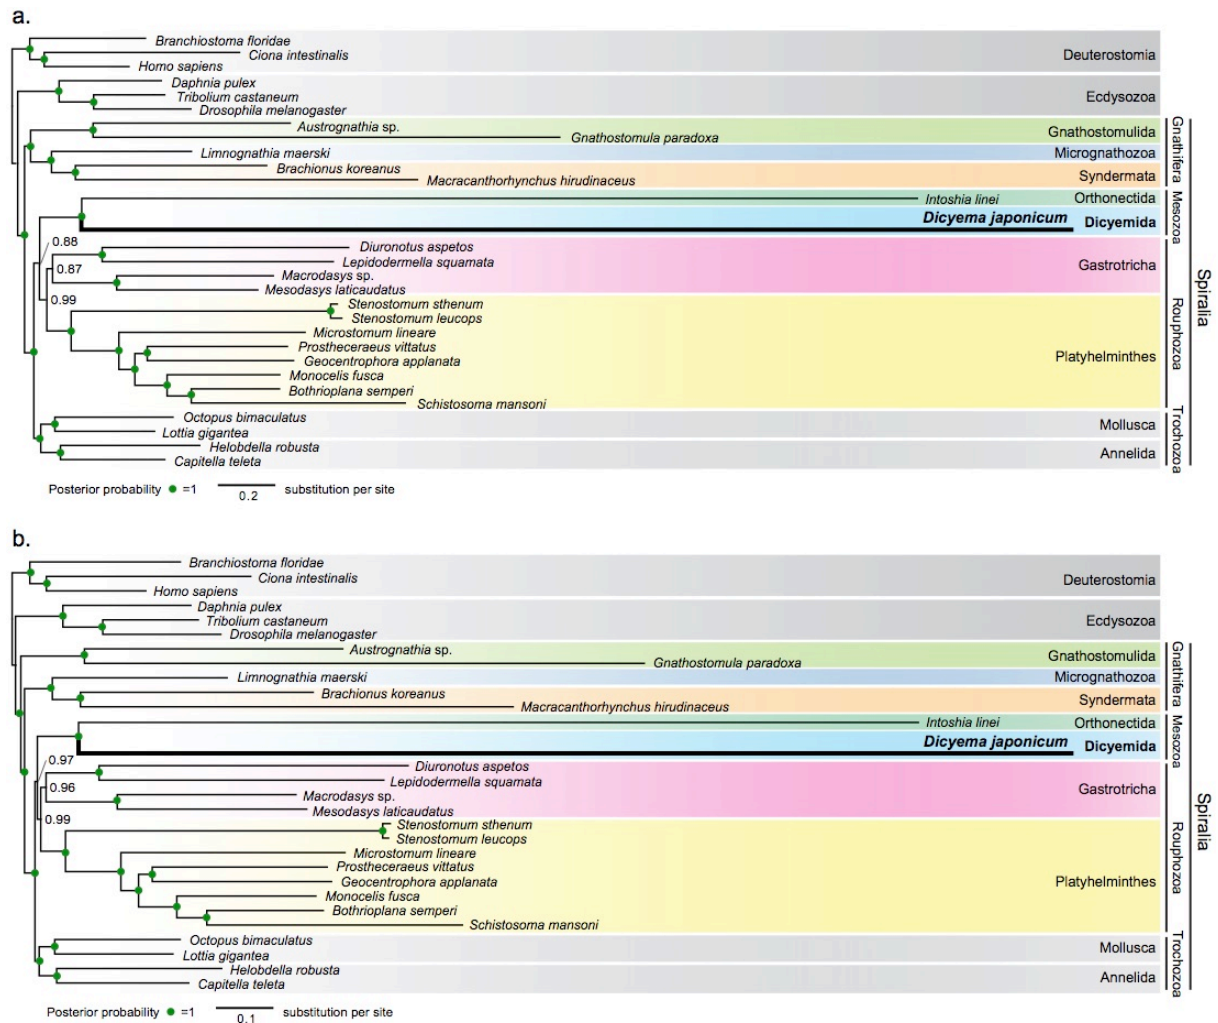 a.
Branchiostoma floridae
Ciona intestinalis
Homo sapiens
Deuterostomia
Daphnia pulex
Tribolium castaneum
Drosophila melanogaster
Ecdysozoa
Austrognathia sp.
Gnathostomula paradoxa
Gnathostomulida
Limnognathia maerski
Micrognathozoa
Brachionus koreanus
Macracanthorhynchus hirudinaceus
Syndermata
Gnathifera
Intoshia linei
Orthonectida
Dicyema japonicum
Dicyemida
Mesozoa
0.88
0.87
0.99
Diuronotus aspetos
Lepidodermella squamata
Macrodasys sp.
Mesodasys laticaudatus
Gastrotricha
Stenostomum sthenum
Stenostomum leucops
Microstomum lineare
Prostheceraeus vittatus
Geocentrophora applanata
Monocelis fusca
Bothrioplana semperi
Schistosoma mansoni
Platyhelminthes
Rouphozoa
Octopus bimaculatus
Lottia gigantea
Mollusca
Helobdella robusta
Capitella teleta
Annelida
Trochozoa
Spiralia
Posterior probability =1 0.2 substitution per site
b.
Branchiostoma floridae
Ciona intestinalis
Homo sapiens
Deuterostomia
Daphnia pulex
Tribolium castaneum
Drosophila melanogaster
Ecdysozoa
Austrognathia sp.
Gnathostomula paradoxa
Gnathostomulida
Limnognathia maerski
Micrognathozoa
Brachionus koreanus
Macracanthorhynchus hirudinaceus
Syndermata
Gnathifera
Intoshia linei
Orthonectida
Dicyema japonicum
Dicyemida
Mesozoa
0.97
0.96
0.99
Diuronotus aspetos
Lepidodermella squamata
Macrodasys sp.
Mesodasys laticaudatus
Gastrotricha
Stenostomum sthenum
Stenostomum leucops
Microstomum lineare
Prostheceraeus vittatus
Geocentrophora applanata
Monocelis fusca
Bothrioplana semperi
Schistosoma mansoni
Platyhelminthes
Rouphozoa
Octopus bimaculatus
Lottia gigantea
Mollusca
Helobdella robusta
Capitella teleta
Annelida
Trochozoa
Spiralia
Posterior probability =1 0.1 substitution per site